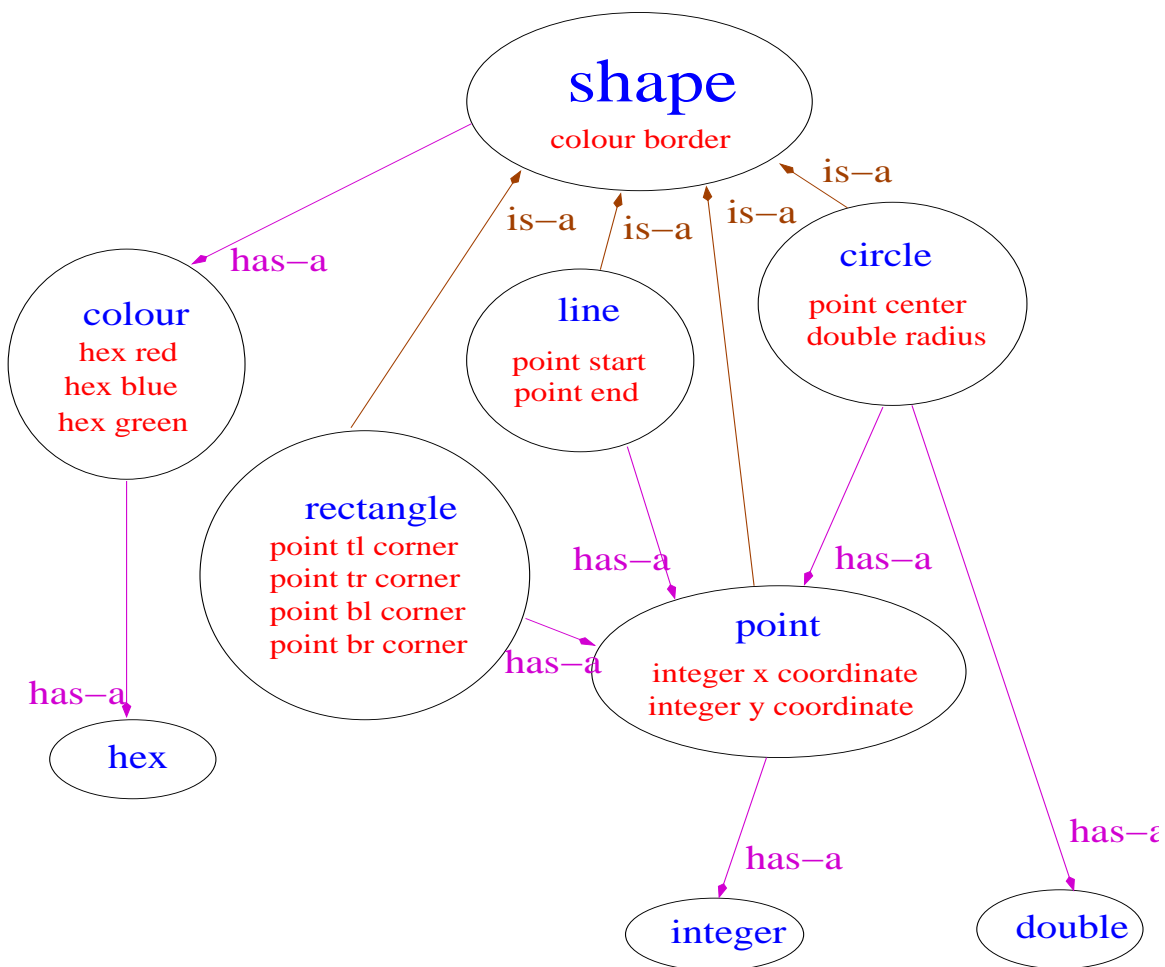 shape
colour border
is−a
is−a
is−a
is−a
has−a
circle
point center
double radius
colour
hex red
hex blue
hex green
line
point start
point end
rectangle
point tl corner
point tr corner
point bl corner
point br corner
has−a
has−a
has−a
point
integer x coordinate
integer y coordinate
has−a
hex
has−a
has−a
integer
double